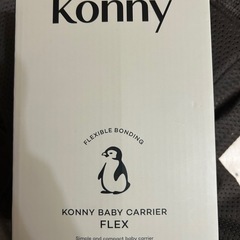 konny
FLEXIBLE BONDING
KONNY BABY CARRIER
FLEX
Simple and compact baby carrier